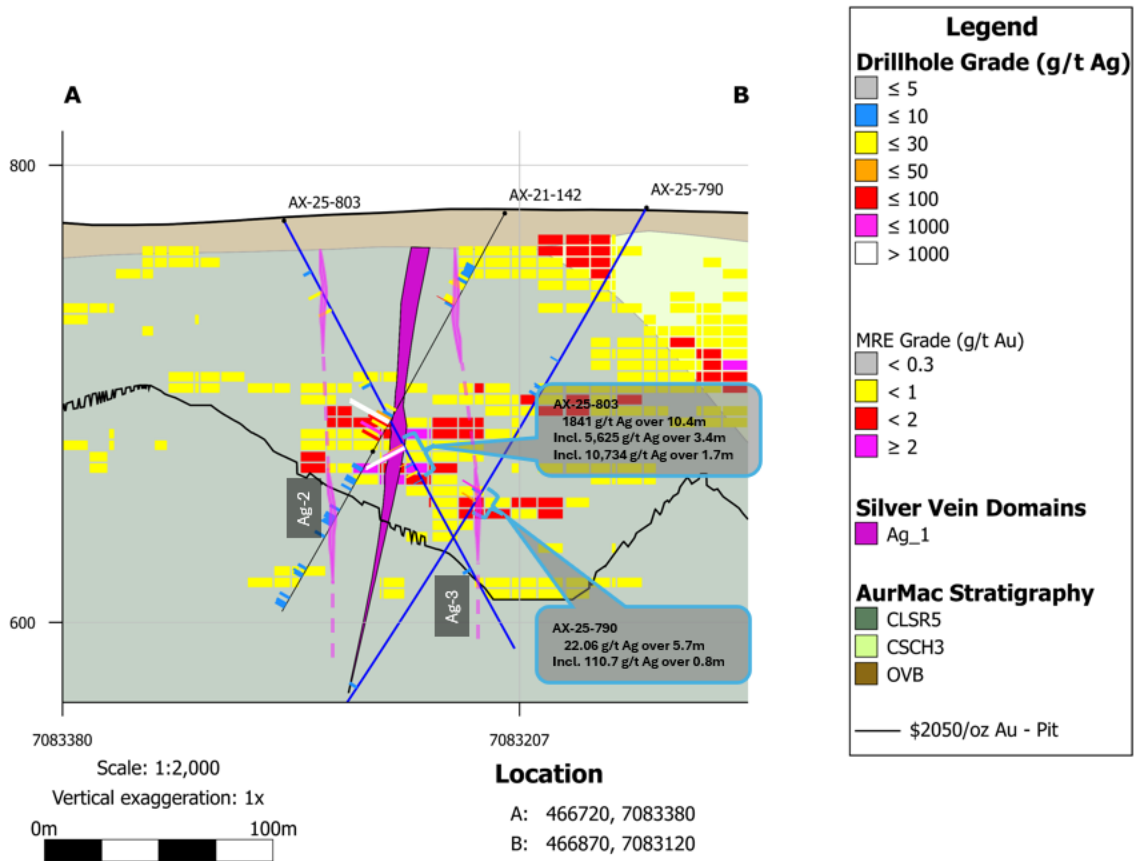 A
B
800
AX-25-803
AX-21-142
AX-25-790
AX-25-803
1841 g/t Ag over 10.4m
Incl. 5,625 g/t Ag over 3.4m
Incl. 10,734 g/t Ag over 1.7m
Ag-2
Ag-3
600
AX-25-790
22.06 g/t Ag over 5.7m
Incl. 110.7 g/t Ag over 0.8m
7083380
7083207
Scale: 1:2,000
Vertical exaggeration: 1x
0m
100m
Location
A: 466720, 7083380
B: 466870, 7083120
Legend
Drillhole Grade (g/t Ag)
≤ 5
≤ 10
≤ 30
≤ 50
≤ 100
≤ 1000
> 1000
MRE Grade (g/t Au)
< 0.3
< 1
< 2
≥ 2
Silver Vein Domains
Ag_1
AurMac Stratigraphy
CLSR5
CSCH3
OVB
$2050/oz Au - Pit